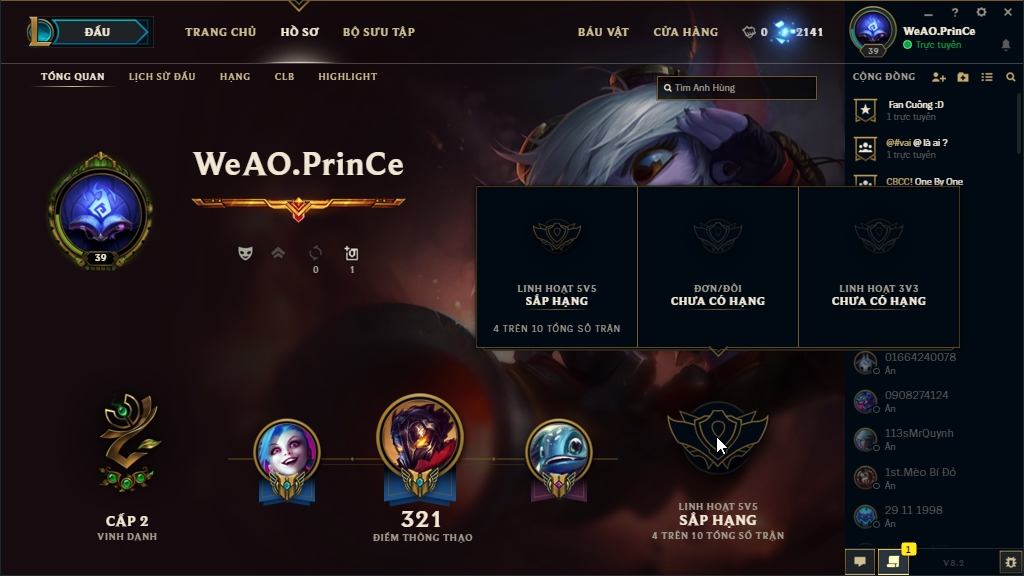 ĐẤU
TRANG CHỦ
HỒ SƠ
BỘ SƯU TẬP
BÁU VẬT
CỬA HÀNG
0
2141
39
WeAO.PrinCe
Trực tuyến
TỔNG QUAN
LỊCH SỬ ĐẤU
HẠNG
CLB
HIGHLIGHT
Tìm Anh Hùng
CỘNG ĐỒNG
Fan Cuồng :D
1 trực tuyến
@#vai @ là ai ?
1 trực tuyến
CBCC! One By One
WeAO.PrinCe
39
0
1
LINH HOẠT 5V5
SẮP HẠNG
4 TRÊN 10 TỔNG SỐ TRẬN
ĐƠN/ĐÔI
CHƯA CÓ HẠNG
LINH HOẠT 3V3
CHƯA CÓ HẠNG
01664240078
Ẩn
0908274124
Ẩn
113sMrQuynh
Ẩn
1st.Mèo Bí Đỏ
Ẩn
29 11 1998
Ẩn
CẤP 2
VINH DANH
321
ĐIỂM THÔNG THẠO
LINH HOẠT 5V5
SẮP HẠNG
4 TRÊN 10 TỔNG SỐ TRẬN
1
V8.2